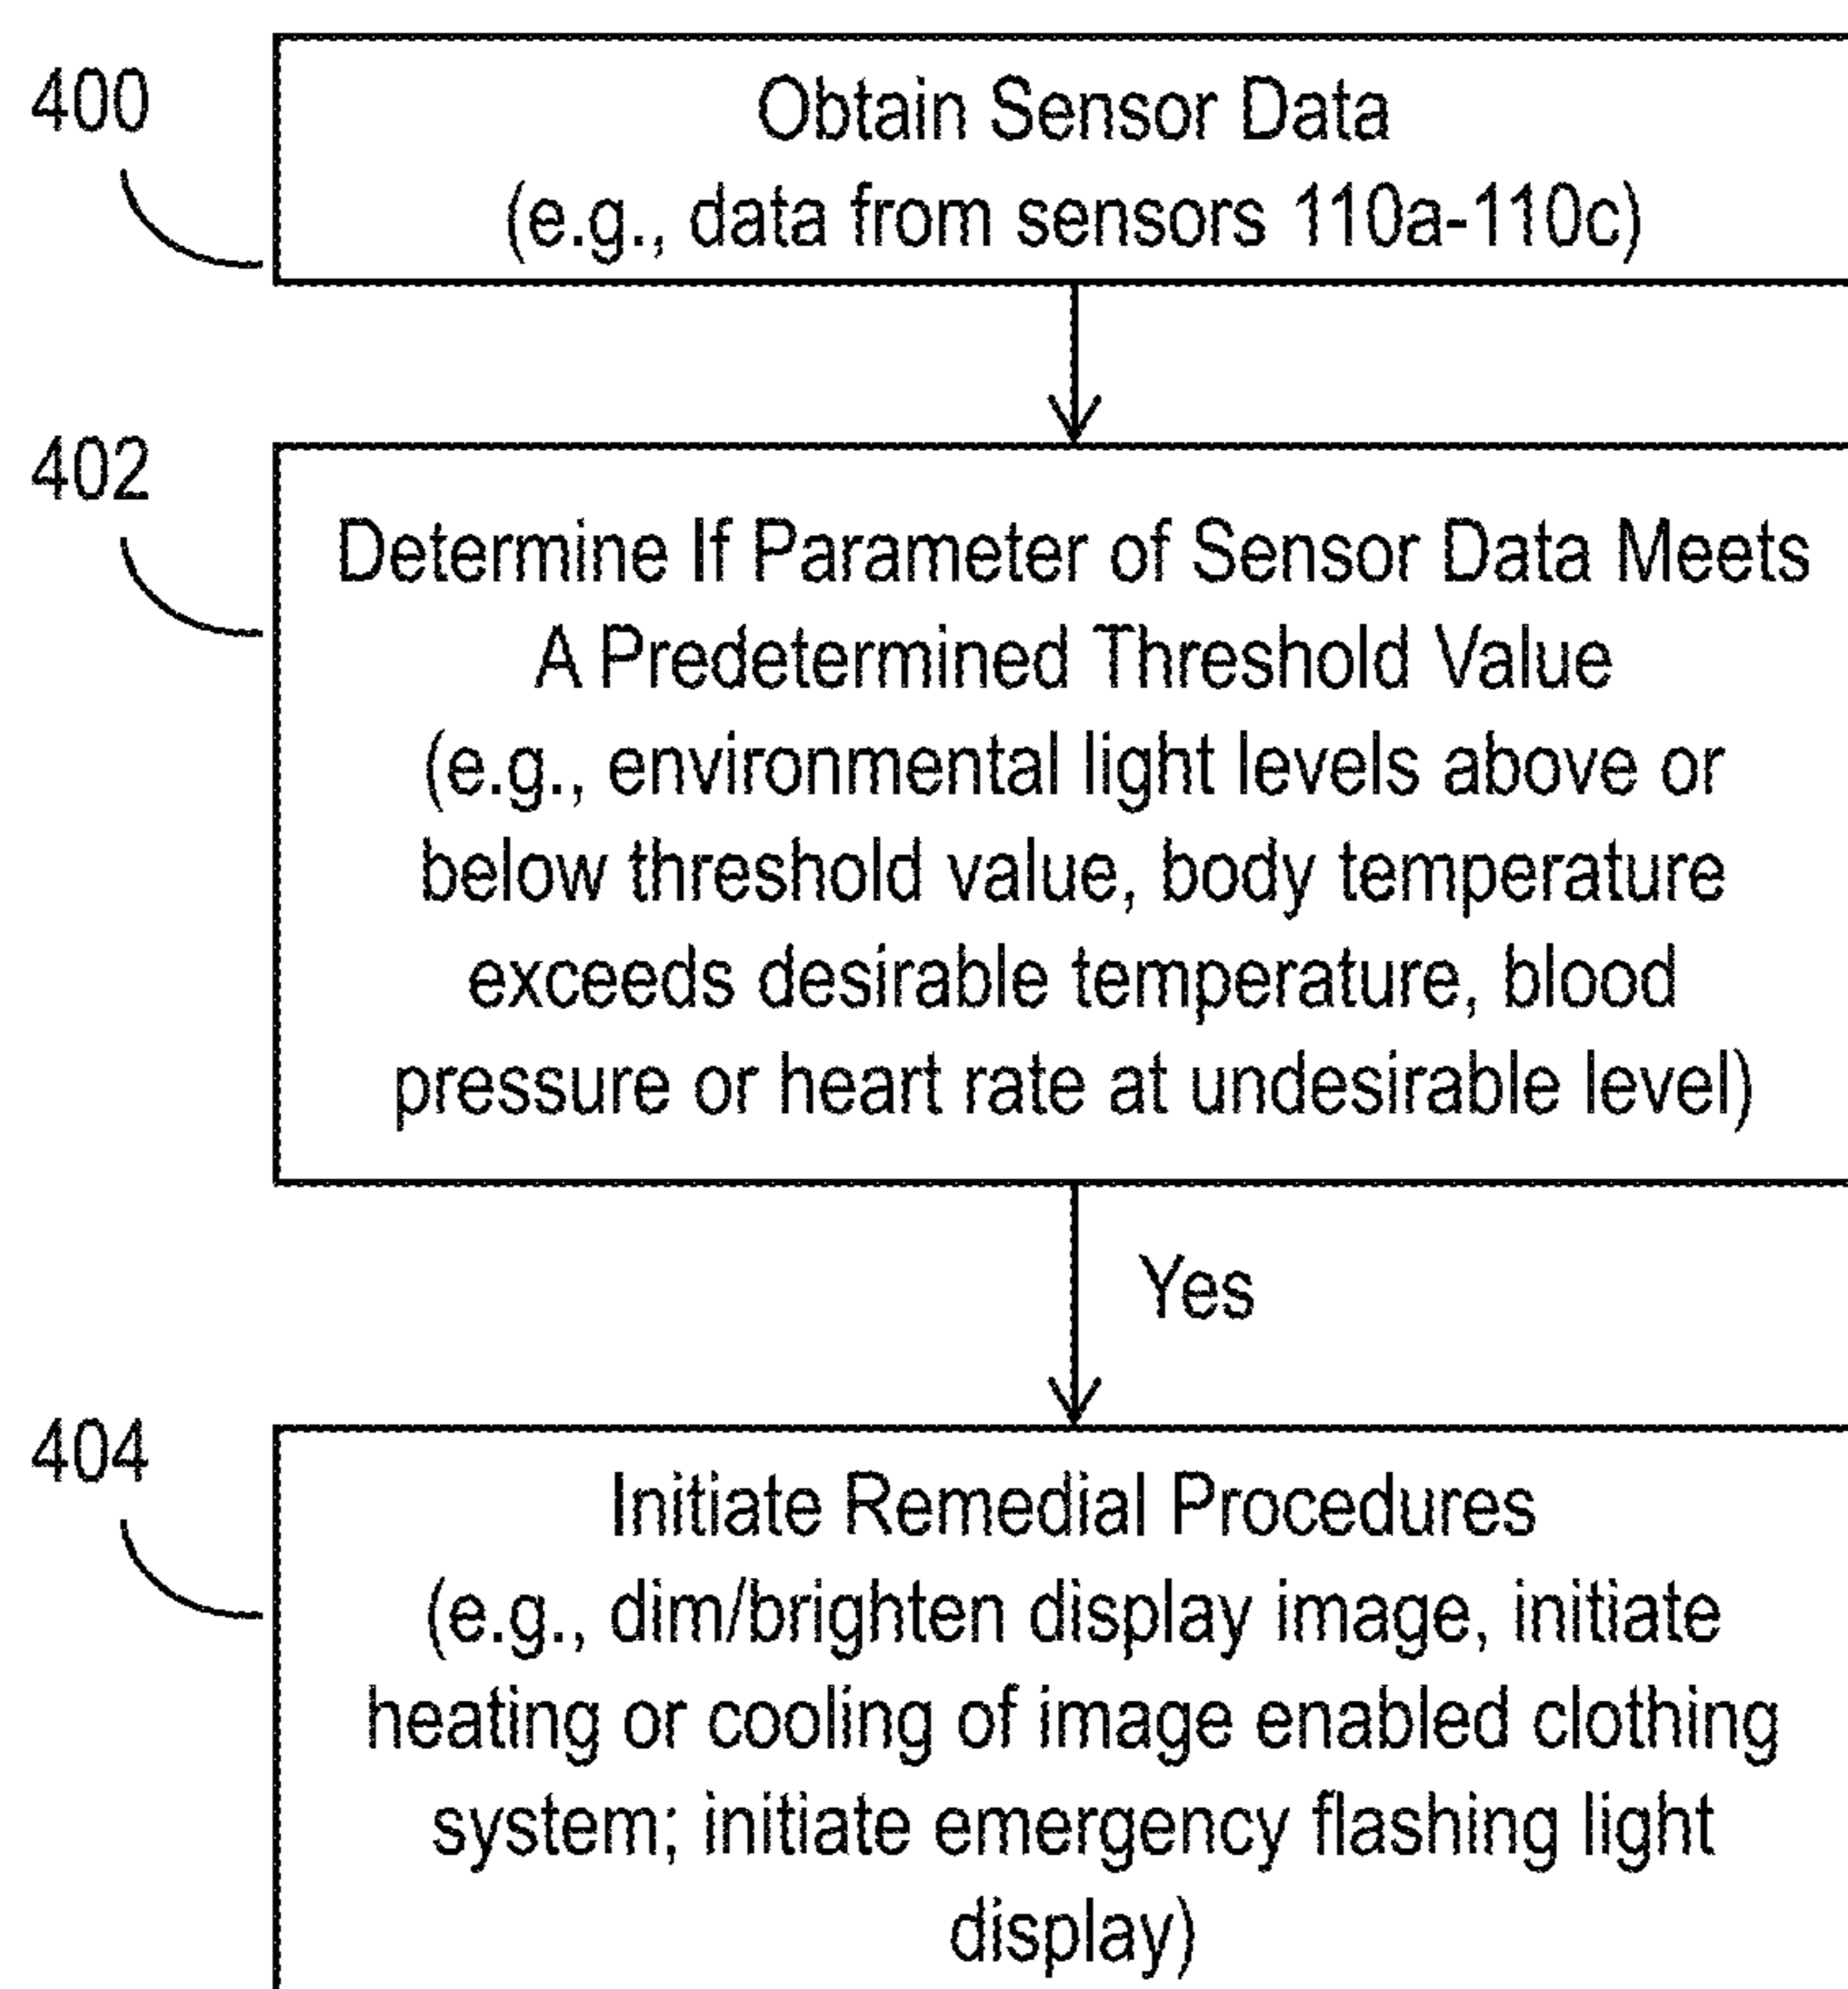 400
Obtain Sensor Data
(e.g., data from sensors 110a-110c)
402
Determine If Parameter of Sensor Data Meets
A Predetermined Threshold Value
(e.g., environmental light levels above or
below threshold value, body temperature
exceeds desirable temperature, blood
pressure or heart rate at undesirable level)
Yes
404
Initiate Remedial Procedures
(e.g., dim/brighten display image, initiate
heating or cooling of image enabled clothing
system; initiate emergency flashing light
display)